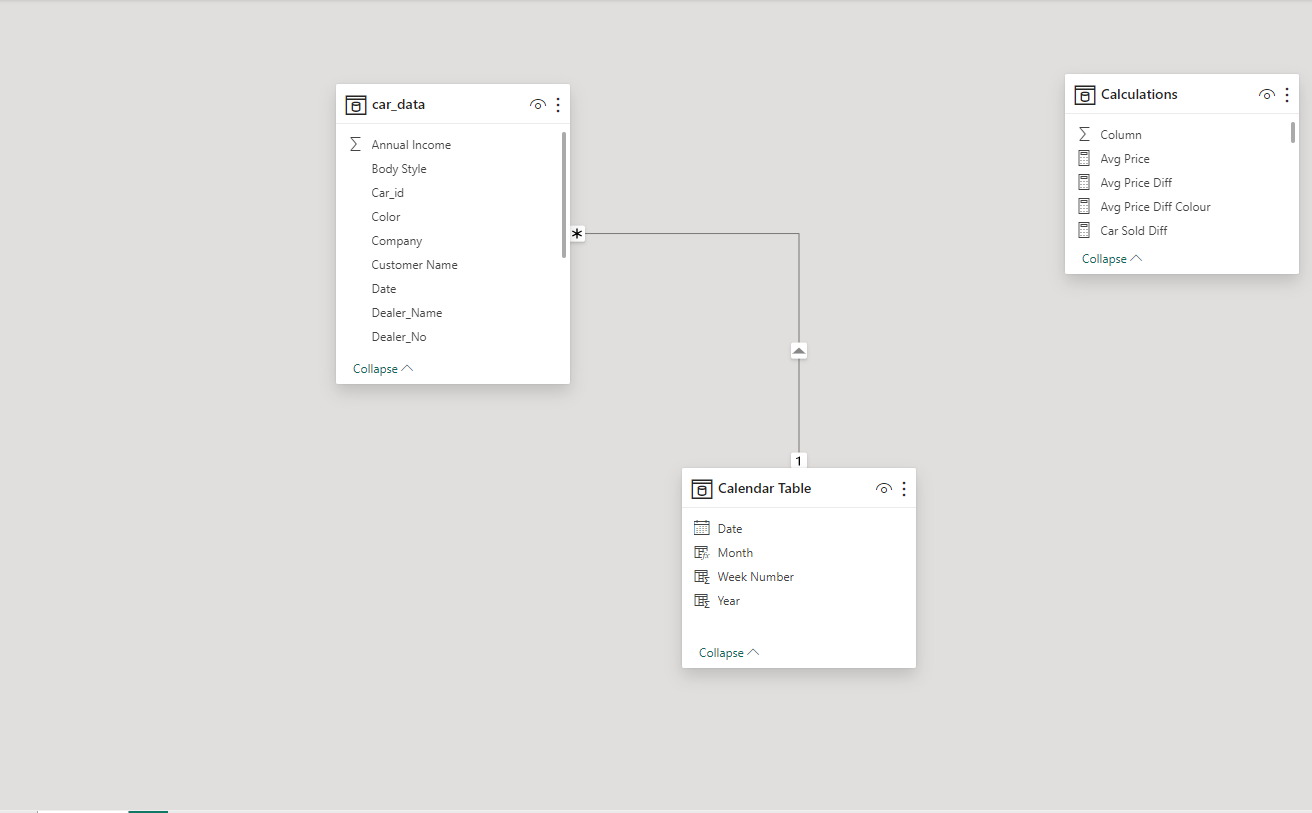 car_data
Annual Income
Body Style
Car_id
Color
Company
Customer Name
Date
Dealer_Name
Dealer_No
Collapse
*
1
Calendar Table
Date
Month
Week Number
Year
Collapse
Calculations
Column
Avg Price
Avg Price Diff
Avg Price Diff Colour
Car Sold Diff
Collapse